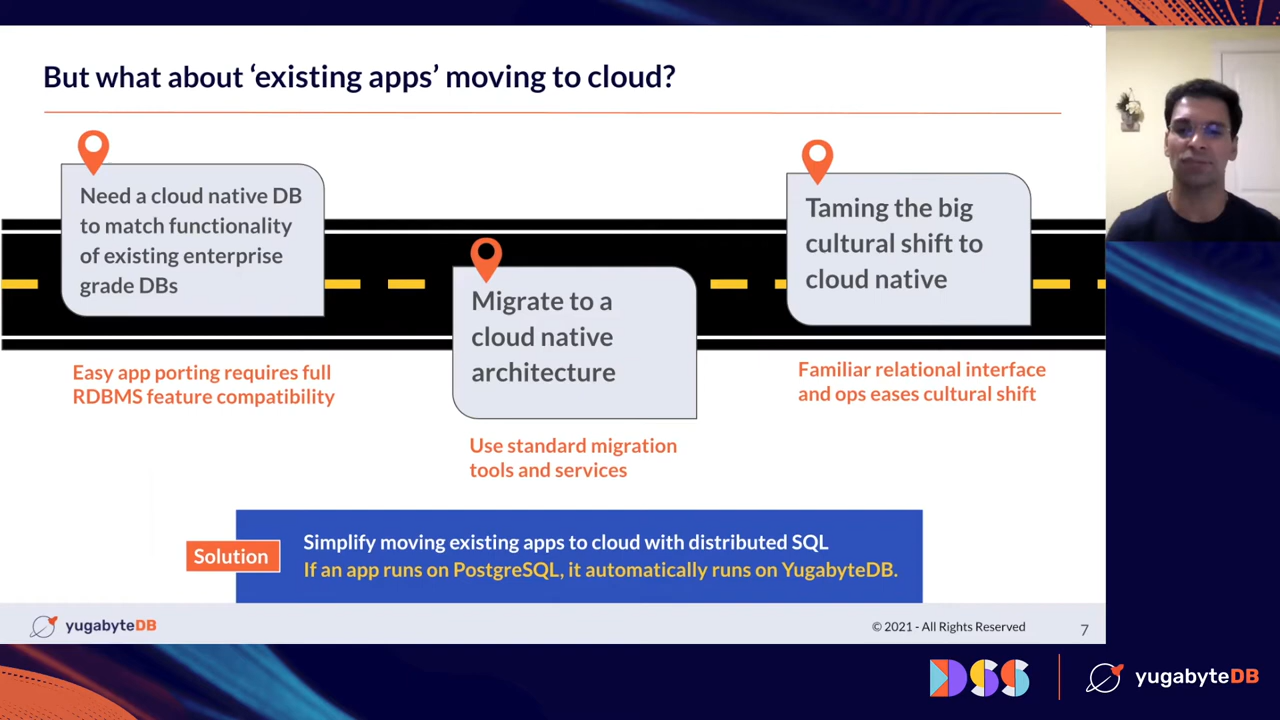 But what about ‘existing apps’ moving to cloud?
Need a cloud native DB
to match functionality
of existing enterprise
grade DBs
Easy app porting requires full
RDBMS feature compatibility
Migrate to a
cloud native
architecture
Use standard migration
tools and services
Taming the big
cultural shift to
cloud native
Familiar relational interface
and ops eases cultural shift
Solution
Simplify moving existing apps to cloud with distributed SQL
If an app runs on PostgreSQL, it automatically runs on YugabyteDB.
yugabyteDB
© 2021 - All Rights Reserved
7
DSS
yugabyteDB